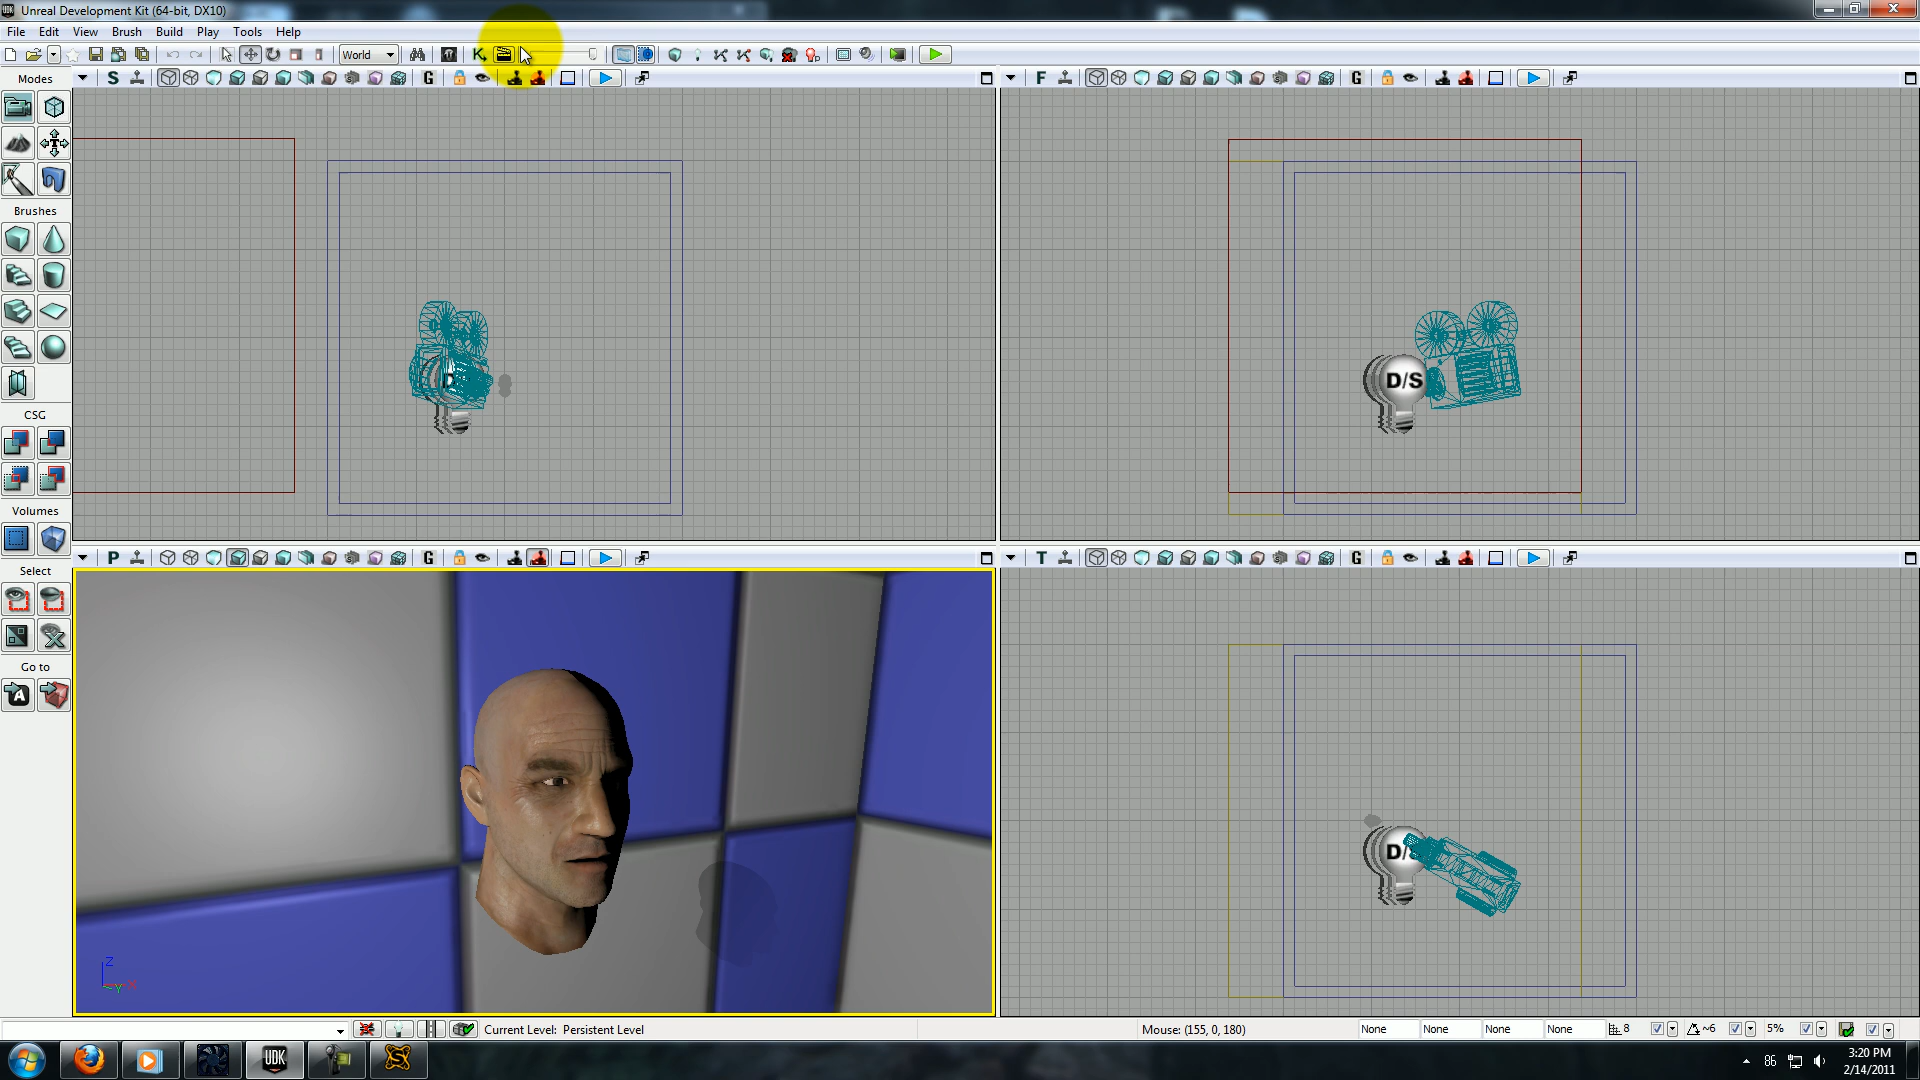 Unreal Development Kit (64-bit, DX10)
File Edit View Brush Build Play Tools Help
World
Modes
S G
F G
Brushes
CSG
Volumes
Select
Go to
P G
T G
D
D/S
D/S
Z
X
Y
Current Level: Persistent Level
Mouse: (155, 0, 180)
None None None None 8 ~6 5%
UDK
86
3:20 PM
2/14/2011